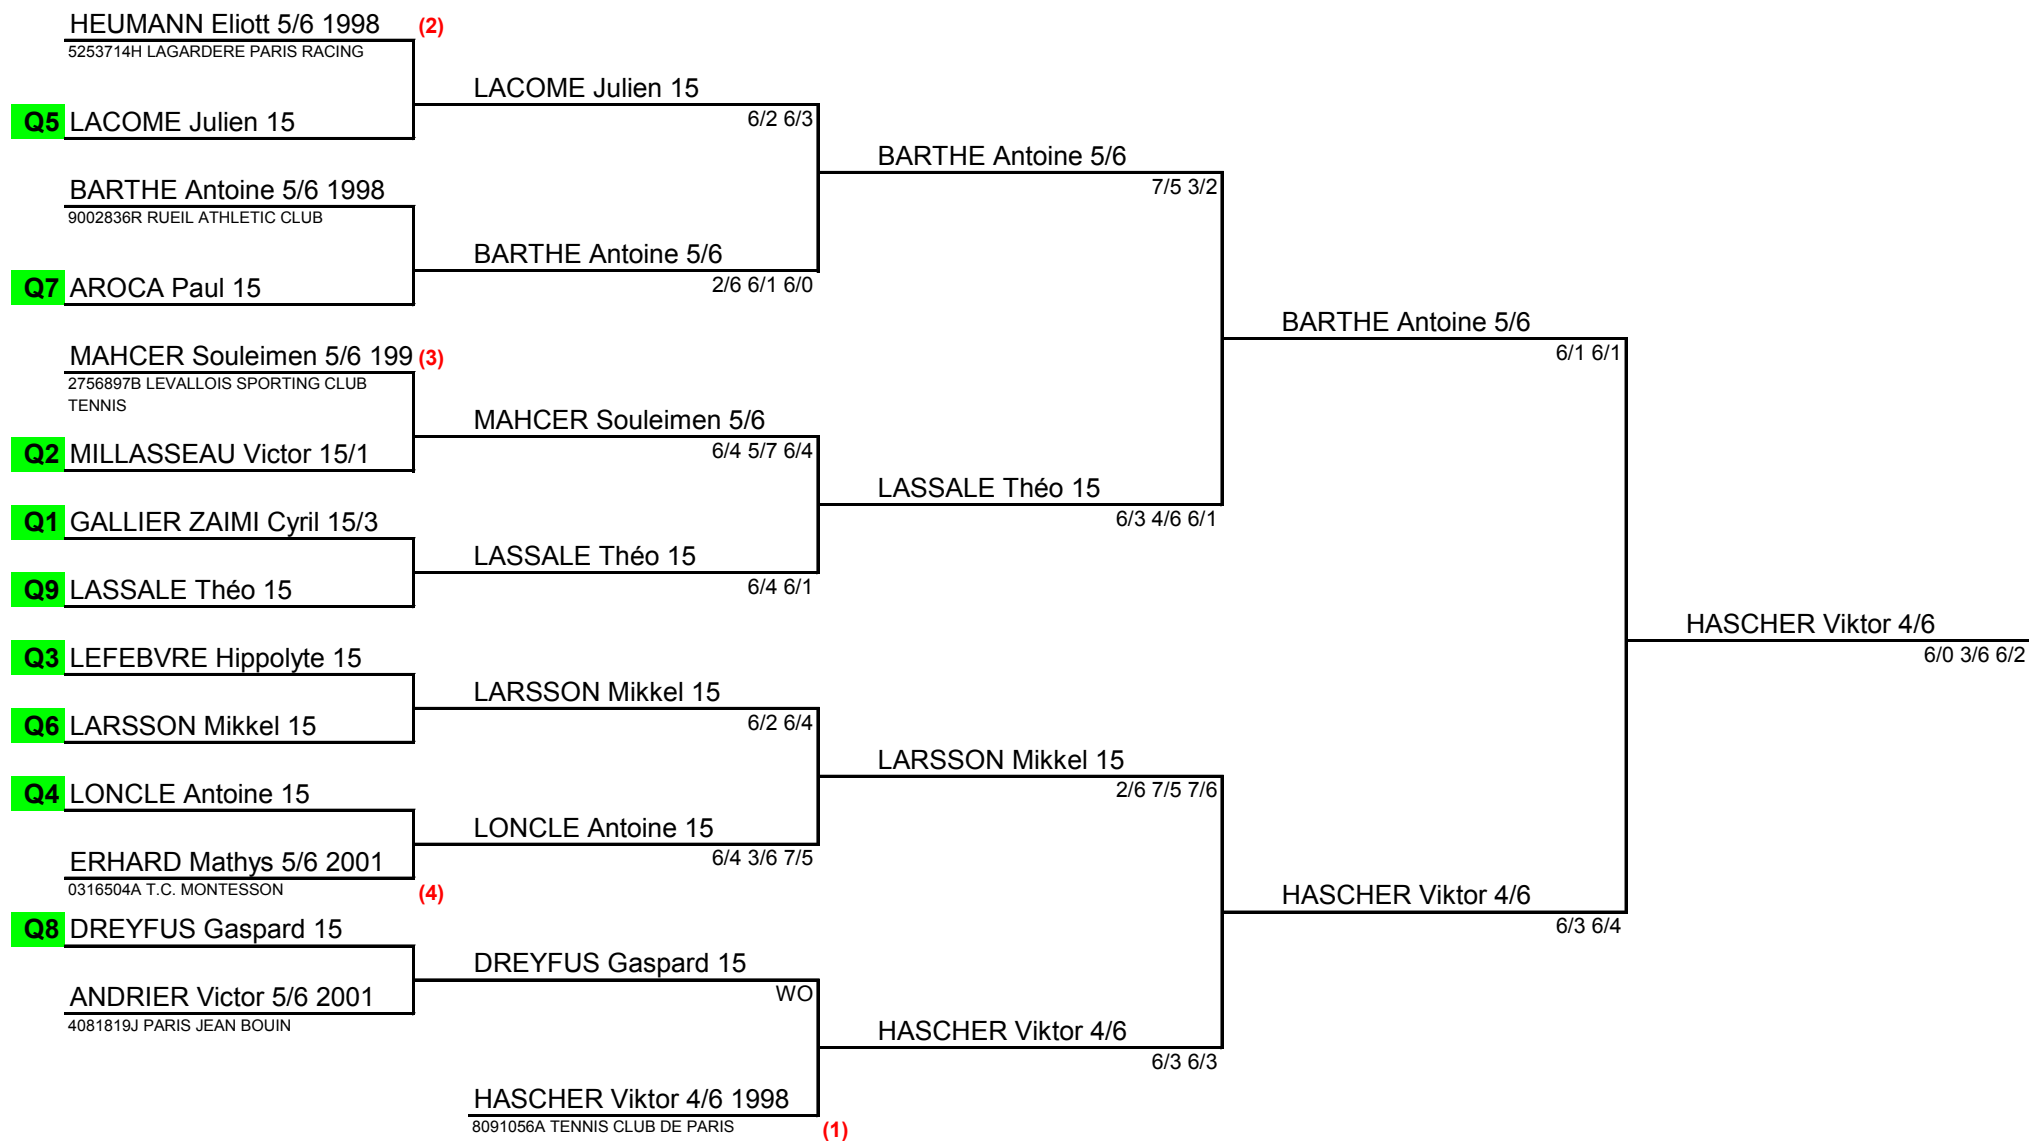 HEUMANN Eliott 5/6 1998 (2)
5253714H LAGARDERE PARIS RACING
LACOME Julien 15
6/2 6/3
Q5 LACOME Julien 15
BARTHE Antoine 5/6
7/5 3/2
BARTHE Antoine 5/6 1998
9002836R RUEIL ATHLETIC CLUB
BARTHE Antoine 5/6
2/6 6/1 6/0
Q7 AROCA Paul 15
BARTHE Antoine 5/6
6/1 6/1
MAHCER Souleimen 5/6 199 (3)
2756897B LEVALLOIS SPORTING CLUB
TENNIS
MAHCER Souleimen 5/6
6/4 5/7 6/4
Q2 MILLASSEAU Victor 15/1
LASSALE Théo 15
6/3 4/6 6/1
Q1 GALLIER ZAIMI Cyril 15/3
LASSALE Théo 15
6/4 6/1
Q9 LASSALE Théo 15
HASCHER Viktor 4/6
6/0 3/6 6/2
Q3 LEFEBVRE Hippolyte 15
LARSSON Mikkel 15
6/2 6/4
Q6 LARSSON Mikkel 15
LARSSON Mikkel 15
2/6 7/5 7/6
Q4 LONCLE Antoine 15
LONCLE Antoine 15
6/4 3/6 7/5
ERHARD Mathys 5/6 2001
0316504A T.C. MONTESSON (4)
HASCHER Viktor 4/6
6/3 6/4
Q8 DREYFUS Gaspard 15
DREYFUS Gaspard 15
WO
ANDRIER Victor 5/6 2001
4081819J PARIS JEAN BOUIN
HASCHER Viktor 4/6
6/3 6/3
HASCHER Viktor 4/6 1998
8091056A TENNIS CLUB DE PARIS (1)